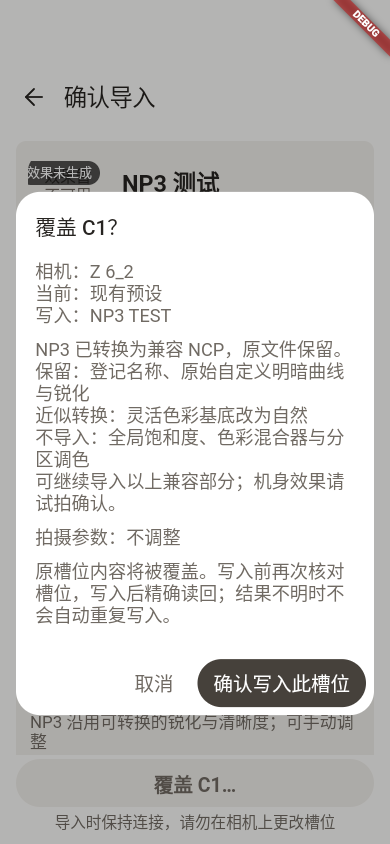 DEBUG
确认导入
效果未生成
NP3 测试
覆盖 C1？
相机：Z 6_2
当前：现有预设
写入：NP3 TEST
NP3 已转换为兼容 NCP，原文件保留。
保留：登记名称、原始自定义明暗曲线
与锐化
近似转换：灵活色彩基底改为自然
不导入：全局饱和度、色彩混合器与分
区调色
可继续导入以上兼容部分；机身效果请
试拍确认。
拍摄参数：不调整
原槽位内容将被覆盖。写入前再次核对
槽位，写入后精确读回；结果不明时不
会自动重复写入。
取消
确认写入此槽位
NP3 沿用可转换的锐化与清晰度；可手动调
整
覆盖 C1…
导入时保持连接，请勿在相机上更改槽位